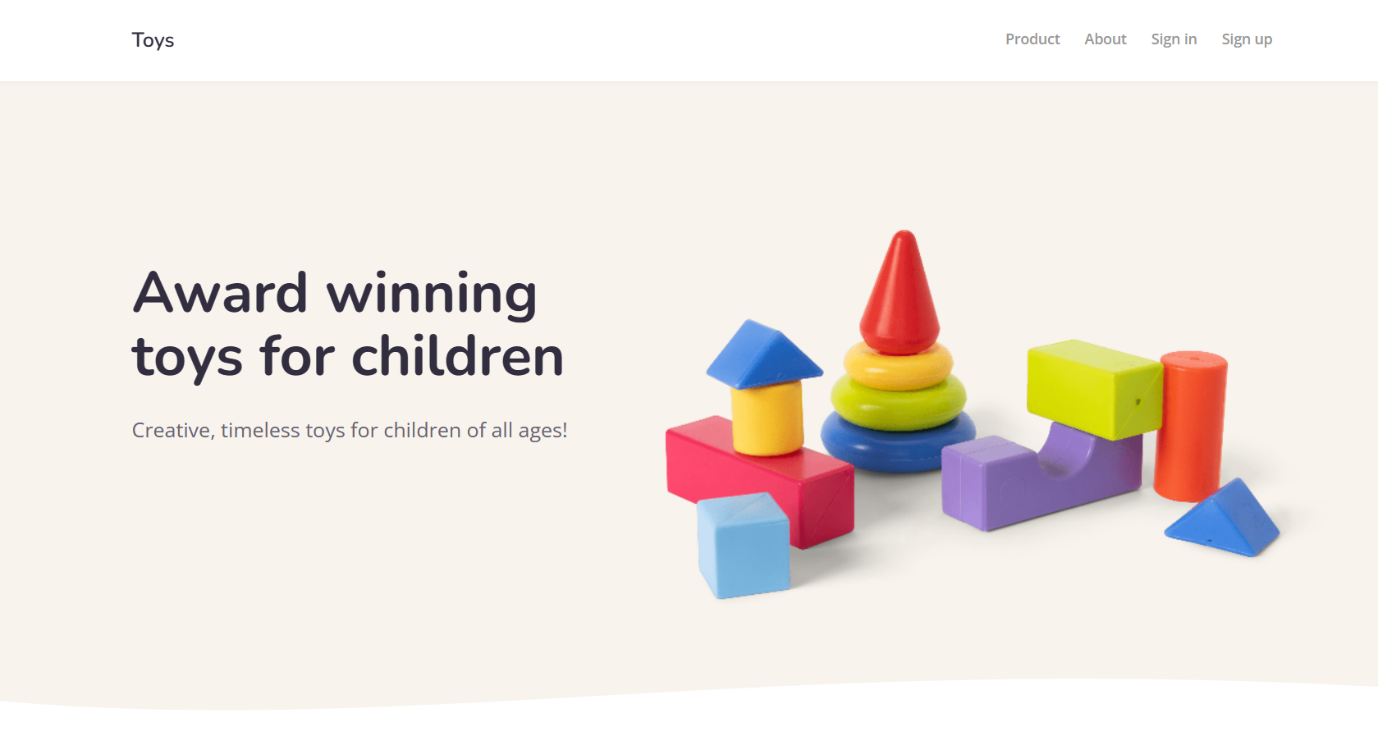 Toys
Product About Sign in Sign up
Award winning
toys for children
Creative, timeless toys for children of all ages!